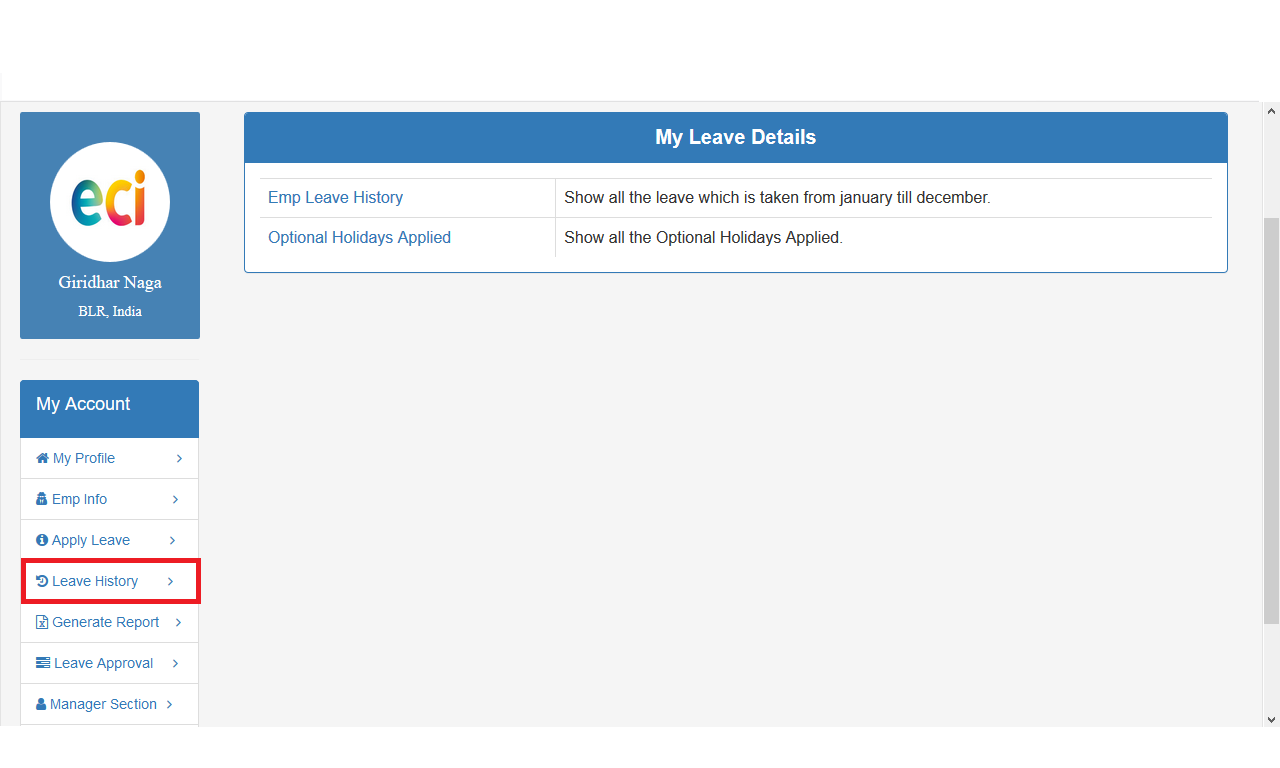 eci
Giridhar Naga
BLR, India
My Account
My Profile
Emp Info
Apply Leave
Leave History
Generate Report
Leave Approval
Manager Section
My Leave Details
Emp Leave History Show all the leave which is taken from january till december.
Optional Holidays Applied Show all the Optional Holidays Applied.